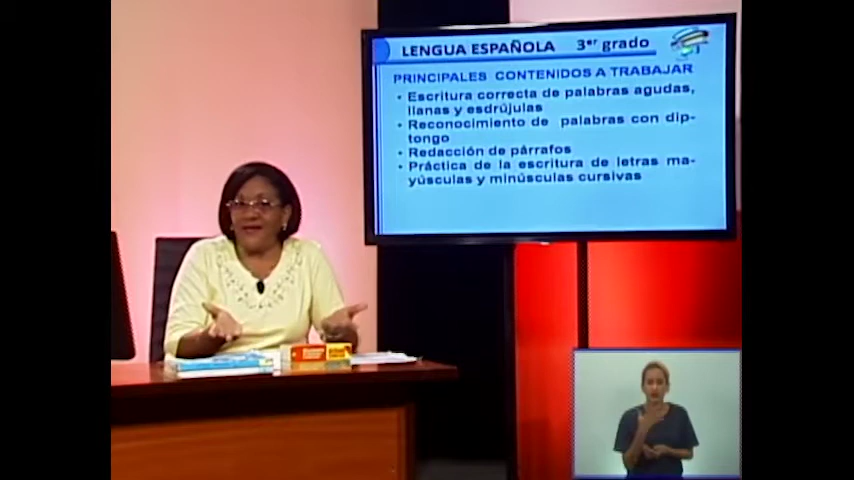 LENGUA ESPAÑOLA 3er grado
PRINCIPALES CONTENIDOS A TRABAJAR
• Escritura correcta de palabras agudas,
llanas y esdrújulas
• Reconocimiento de palabras con dip-
tongo
• Redacción de párrafos
• Práctica de la escritura de letras ma-
yúsculas y minúsculas cursivas